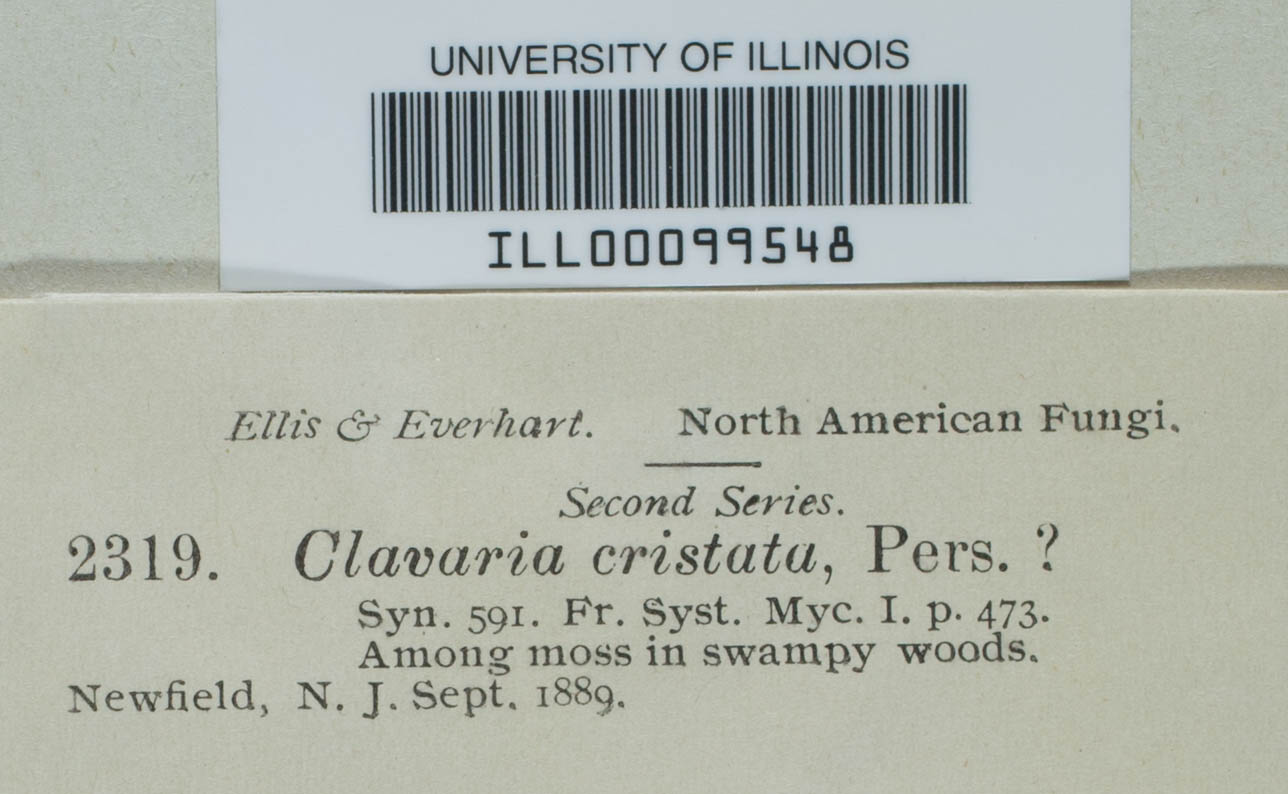 UNIVERSITY OF ILLINOIS
ILL00099548
Ellis & Everhart. North American Fungi.
Second Series.
2319. Clavaria cristata, Pers. ?
Syn. 591. Fr. Syst. Myc. I. p. 473.
Among moss in swampy woods.
Newfield, N. J. Sept. 1889.